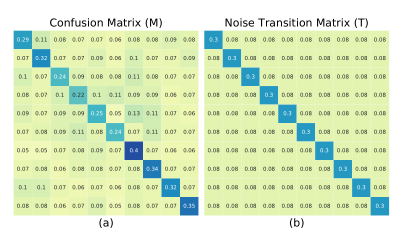 Confusion Matrix (M)
0.29 0.11 0.08 0.07 0.07 0.06 0.08 0.08 0.09 0.08
0.07 0.32 0.07 0.07 0.09 0.06 0.1 0.07 0.07 0.09
0.1 0.07 0.24 0.09 0.08 0.08 0.11 0.08 0.07 0.07
0.08 0.07 0.1 0.22 0.1 0.11 0.09 0.09 0.06 0.07
0.09 0.07 0.09 0.09 0.25 0.05 0.13 0.11 0.07 0.06
0.07 0.08 0.09 0.11 0.08 0.24 0.07 0.11 0.07 0.07
0.05 0.05 0.07 0.08 0.09 0.07 0.4 0.07 0.06 0.06
0.07 0.08 0.06 0.08 0.07 0.06 0.08 0.34 0.07 0.07
0.1 0.1 0.07 0.06 0.07 0.06 0.07 0.07 0.32 0.07
0.08 0.08 0.07 0.07 0.09 0.05 0.08 0.07 0.07 0.35
(a)
Noise Transition Matrix (T)
0.3 0.08 0.08 0.08 0.08 0.08 0.08 0.08 0.08 0.08
0.08 0.3 0.08 0.08 0.08 0.08 0.08 0.08 0.08 0.08
0.08 0.08 0.3 0.08 0.08 0.08 0.08 0.08 0.08 0.08
0.08 0.08 0.08 0.3 0.08 0.08 0.08 0.08 0.08 0.08
0.08 0.08 0.08 0.08 0.3 0.08 0.08 0.08 0.08 0.08
0.08 0.08 0.08 0.08 0.08 0.3 0.08 0.08 0.08 0.08
0.08 0.08 0.08 0.08 0.08 0.08 0.3 0.08 0.08 0.08
0.08 0.08 0.08 0.08 0.08 0.08 0.08 0.3 0.08 0.08
0.08 0.08 0.08 0.08 0.08 0.08 0.08 0.08 0.3 0.08
0.08 0.08 0.08 0.08 0.08 0.08 0.08 0.08 0.08 0.3
(b)